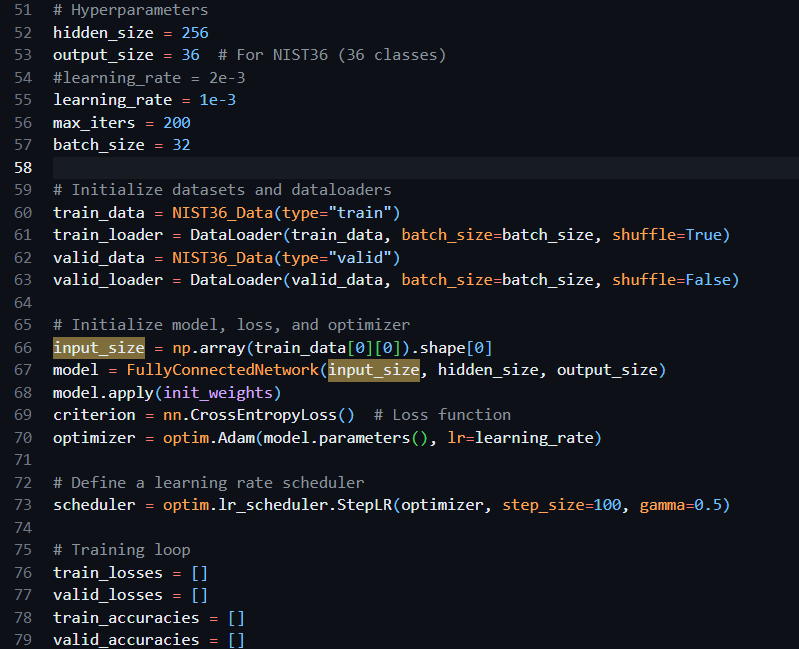 51 # Hyperparameters
52 hidden_size = 256
53 output_size = 36  # For NIST36 (36 classes)
54 #learning_rate = 2e-3
55 learning_rate = 1e-3
56 max_iters = 200
57 batch_size = 32
58
59 # Initialize datasets and dataloaders
60 train_data = NIST36_Data(type="train")
61 train_loader = DataLoader(train_data, batch_size=batch_size, shuffle=True)
62 valid_data = NIST36_Data(type="valid")
63 valid_loader = DataLoader(valid_data, batch_size=batch_size, shuffle=False)
64
65 # Initialize model, loss, and optimizer
66 input_size = np.array(train_data[0][0]).shape[0]
67 model = FullyConnectedNetwork(input_size, hidden_size, output_size)
68 model.apply(init_weights)
69 criterion = nn.CrossEntropyLoss()  # Loss function
70 optimizer = optim.Adam(model.parameters(), lr=learning_rate)
71
72 # Define a learning rate scheduler
73 scheduler = optim.lr_scheduler.StepLR(optimizer, step_size=100, gamma=0.5)
74
75 # Training loop
76 train_losses = []
77 valid_losses = []
78 train_accuracies = []
79 valid_accuracies = []